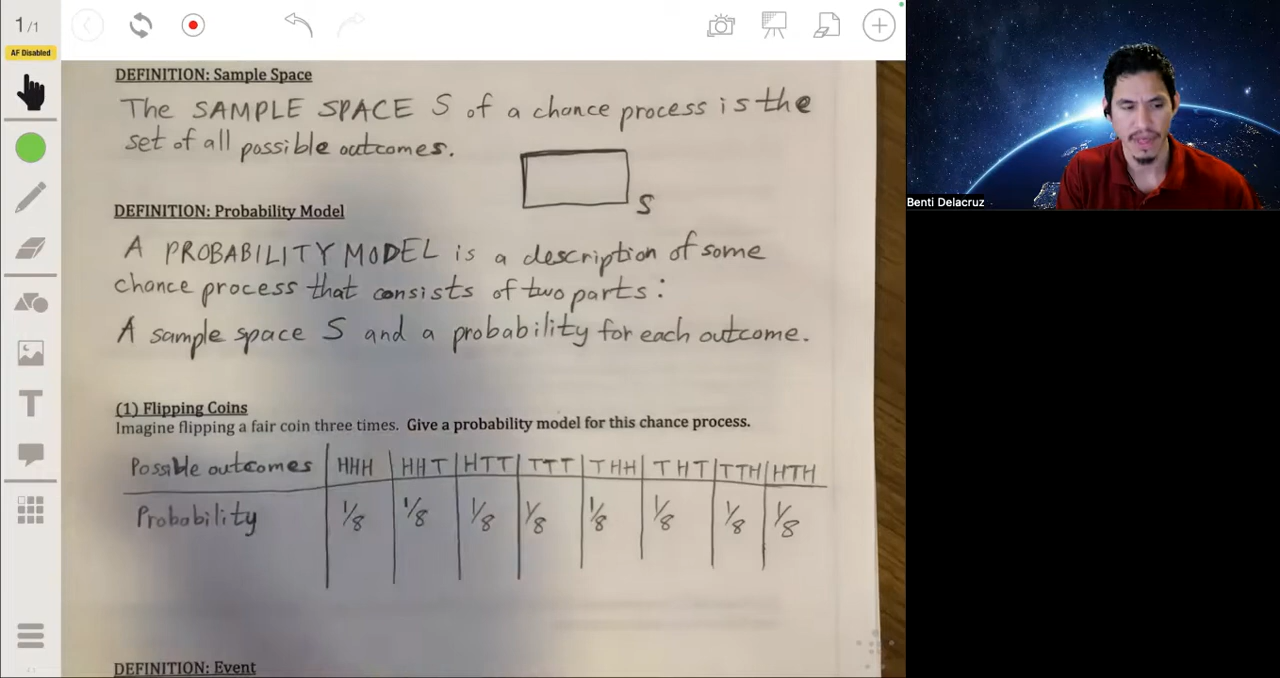 1/1
AF Disabled
T
DEFINITION: Sample Space
The SAMPLE SPACE S of a chance process is the
set of all possible outcomes.
S
DEFINITION: Probability Model
A PROBABILITY MODEL is a description of some
chance process that consists of two parts:
A sample space S and a probability for each outcome.
(1) Flipping Coins
Imagine flipping a fair coin three times. Give a probability model for this chance process.
Possible outcomes HHH HHT HTT TTT THH THT TTH HTH
Probability 1/8 1/8 1/8 1/8 1/8 1/8 1/8 1/8
DEFINITION: Event
Benti Delacruz